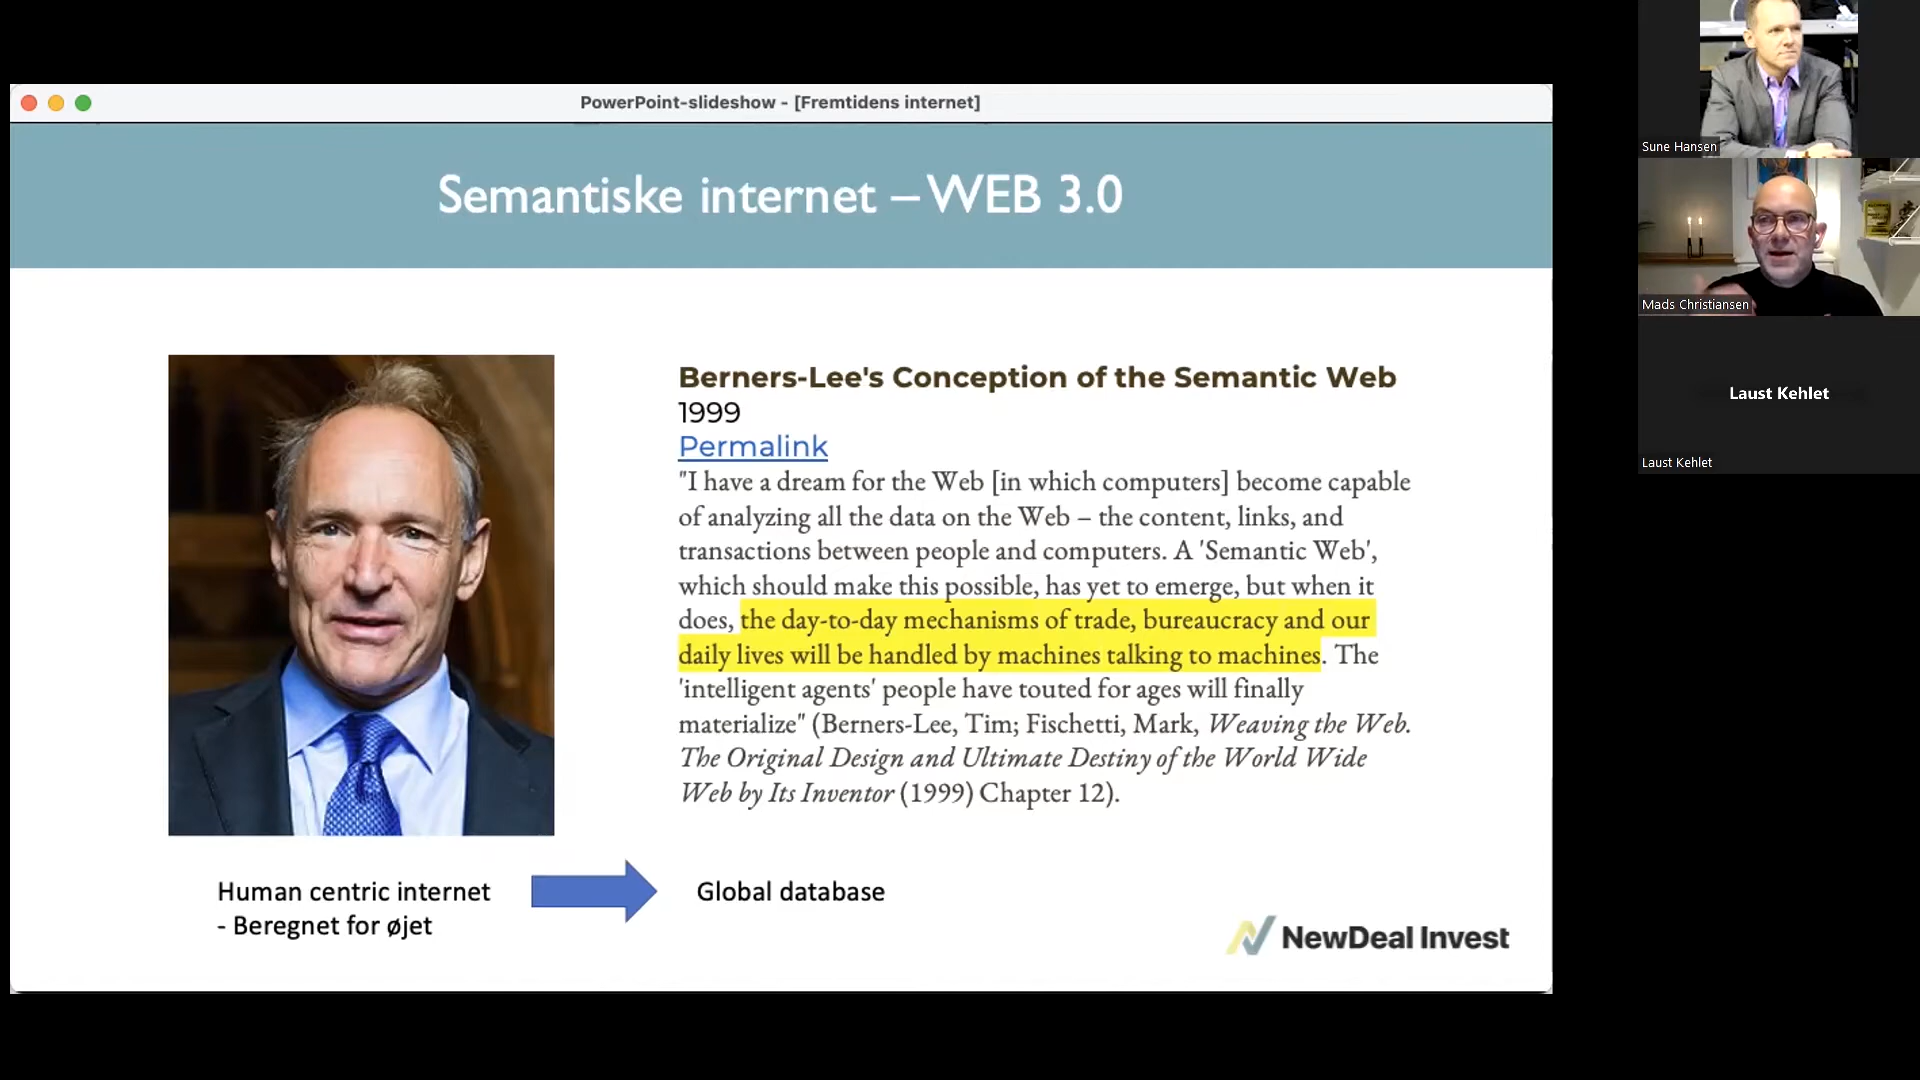 PowerPoint-slideshow - [Fremtidens internet]
Semantiske internet – WEB 3.0
Berners-Lee's Conception of the Semantic Web
1999
Permalink
"I have a dream for the Web [in which computers] become capable
of analyzing all the data on the Web – the content, links, and
transactions between people and computers. A 'Semantic Web',
which should make this possible, has yet to emerge, but when it
does, the day-to-day mechanisms of trade, bureaucracy and our
daily lives will be handled by machines talking to machines. The
'intelligent agents' people have touted for ages will finally
materialize" (Berners-Lee, Tim; Fischetti, Mark, Weaving the Web.
The Original Design and Ultimate Destiny of the World Wide
Web by Its Inventor (1999) Chapter 12).
Human centric internet
- Beregnet for øjet
Global database
NewDeal Invest
Sune Hansen
Mads Christiansen
Laust Kehlet
Laust Kehlet